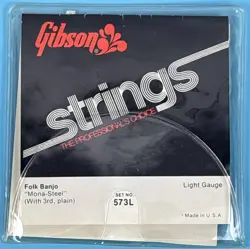 Gibson
strings
THE PROFESSIONAL'S CHOICE
Folk Banjo
"Mona-Steel"
(With 3rd, plain)
SET NO.
573L
Light Gauge
* Made in U.S.A.